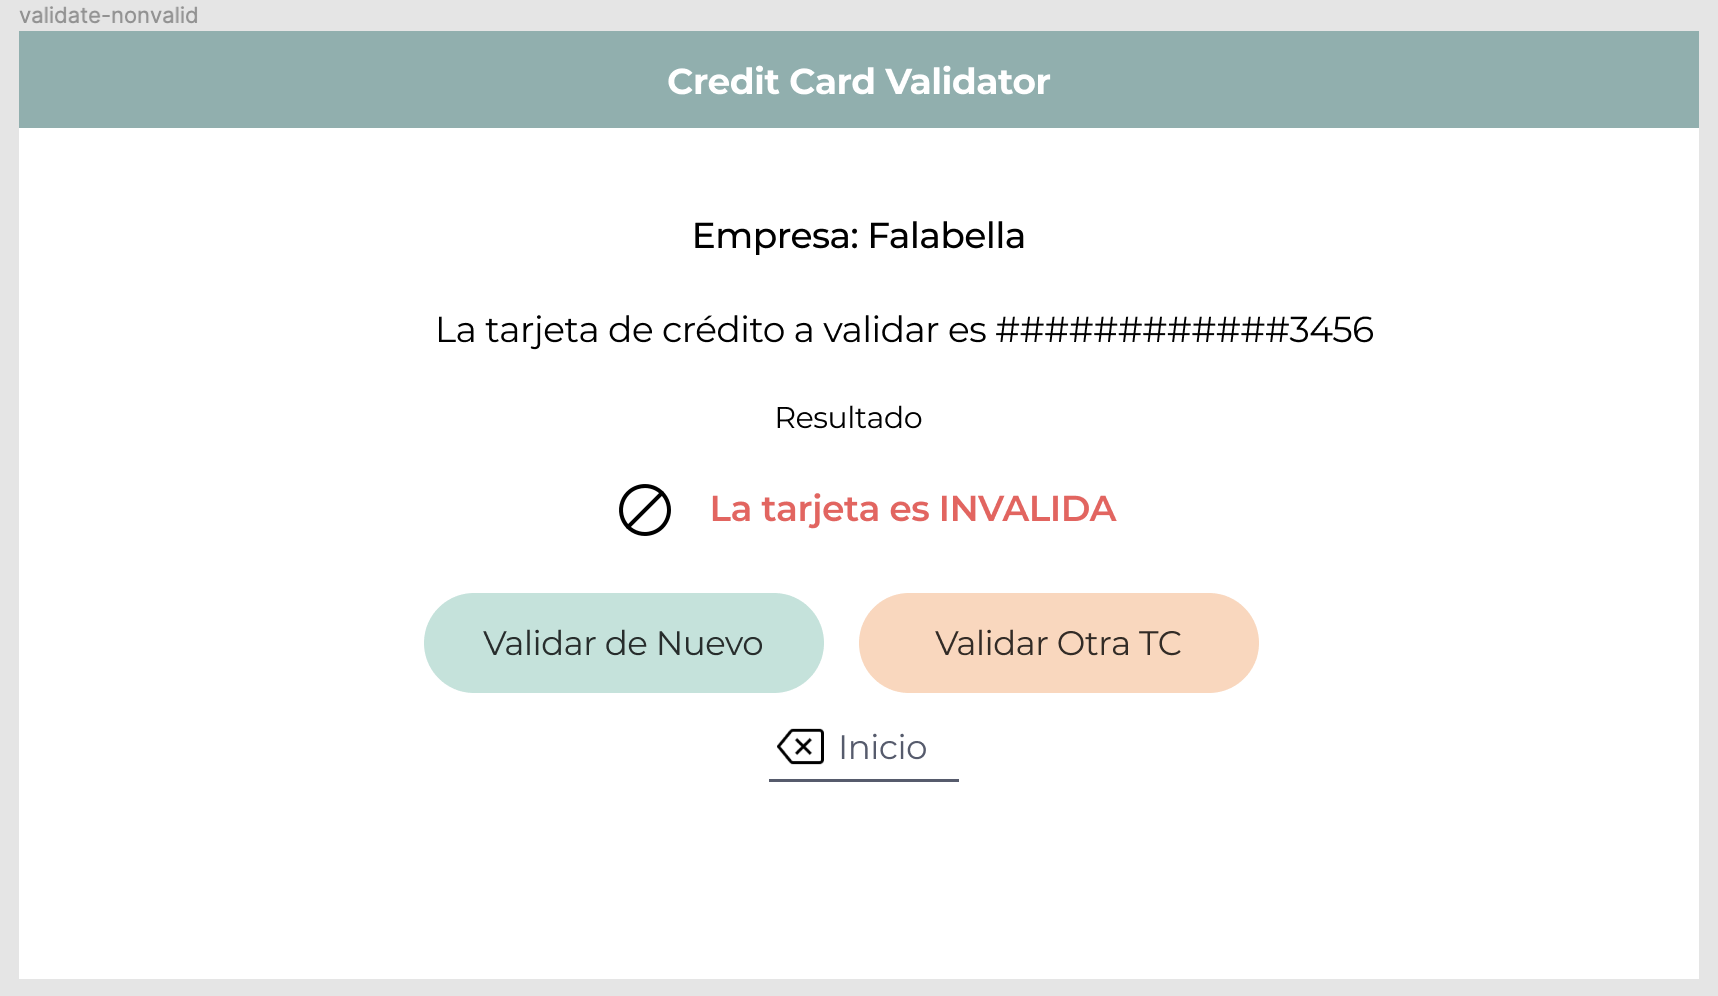 validate-nonvalid
Credit Card Validator
Empresa: Falabella
La tarjeta de crédito a validar es ############3456
Resultado
La tarjeta es INVALIDA
Validar de Nuevo
Validar Otra TC
Inicio